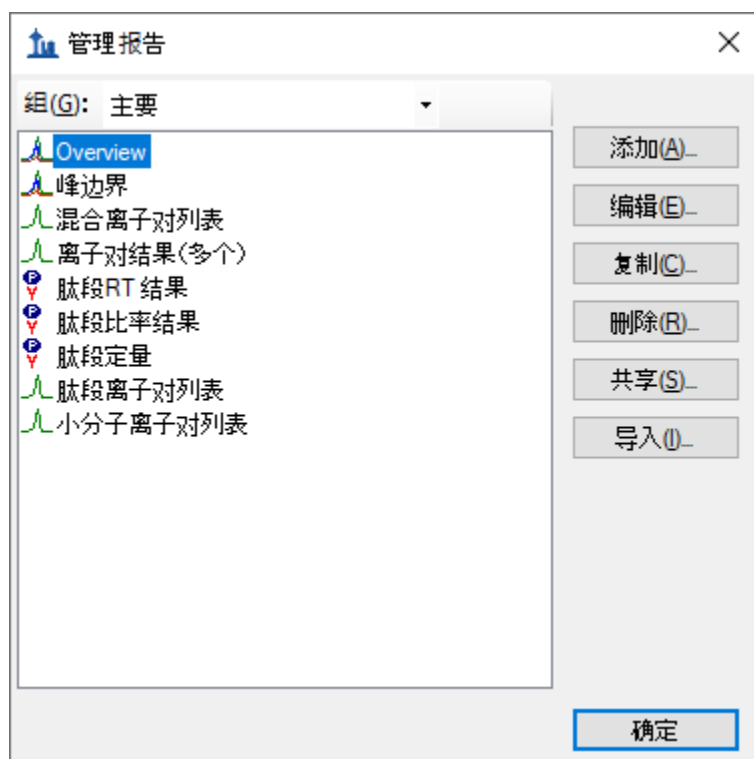 管理报告
组(G): 主要
Overview
峰边界
混合离子对列表
离子对结果(多个)
肽段RT 结果
肽段比率结果
肽段定量
肽段离子对列表
小分子离子对列表
添加(A)...
编辑(E)...
复制(C)...
删除(R)...
共享(S)...
导入(I)...
确定